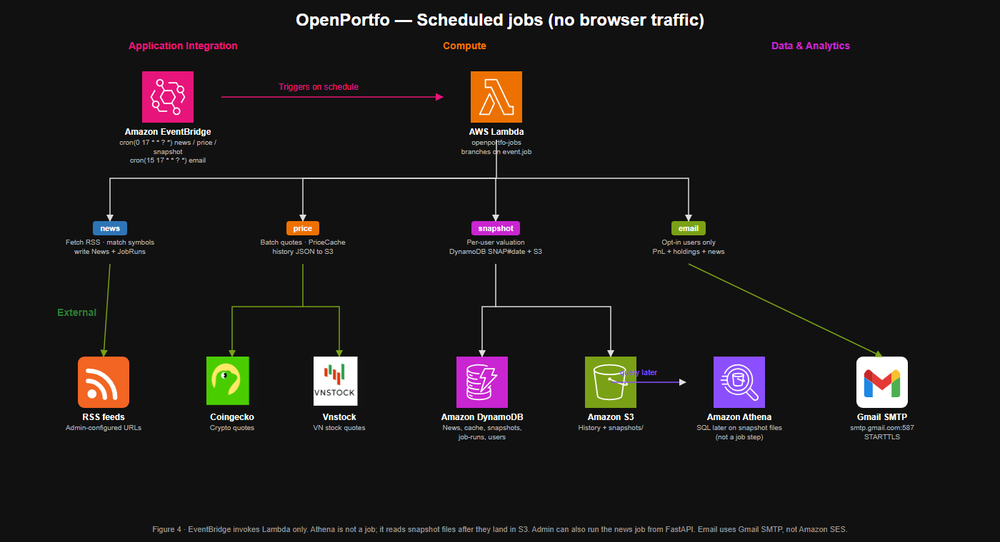 OpenPortfo — Scheduled jobs (no browser traffic)
Application Integration
Compute
Data & Analytics
Triggers on schedule
Amazon EventBridge
cron(0 17 * * ? *) news / price /
snapshot
cron(15 17 * * ? *) email
AWS Lambda
openportfo-jobs
branches on event.job
news
Fetch RSS · match symbols
write News + JobRuns
price
Batch quotes · PriceCache
history JSON to S3
snapshot
Per-user valuation
DynamoDB SNAP#date + S3
email
Opt-in users only
PnL + holdings + news
External
RSS feeds
Admin-configured URLs
Coingecko
Crypto quotes
VNSTOCK
Vnstock
VN stock quotes
Amazon DynamoDB
News, cache, snapshots,
job-runs, users
query later
Amazon S3
History + snapshots/
Amazon Athena
SQL later on snapshot files
(not a job step)
Gmail SMTP
smtp.gmail.com:587
STARTTLS
Figure 4 · EventBridge invokes Lambda only. Athena is not a job; it reads snapshot files after they land in S3. Admin can also run the news job from FastAPI. Email uses Gmail SMTP, not Amazon SES.